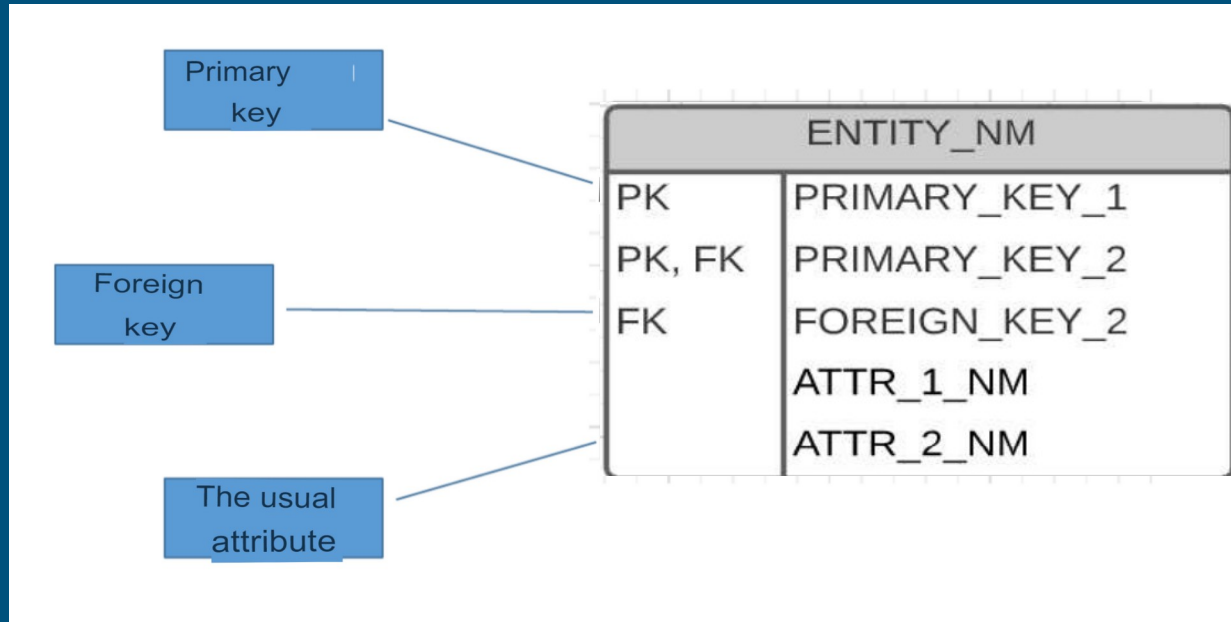 Primary
key
Foreign
key
The usual
attribute
ENTITY_NM
PK PRIMARY_KEY_1
PK, FK PRIMARY_KEY_2
FK FOREIGN_KEY_2
ATTR_1_NM
ATTR_2_NM